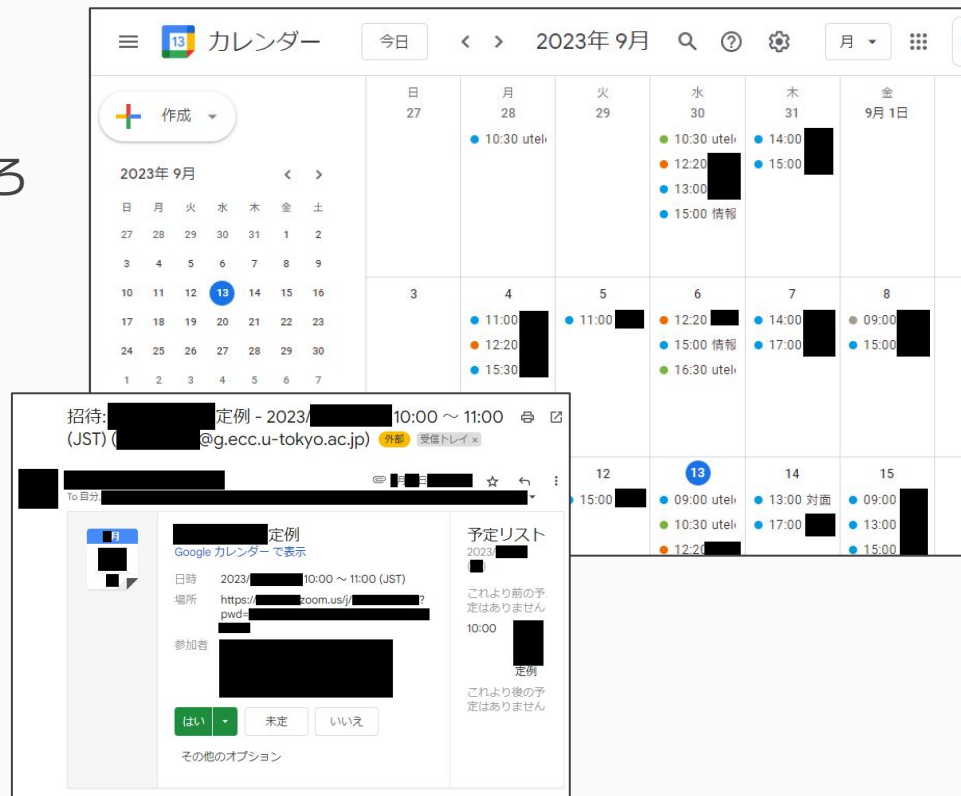 ろ
カレンダー 今日 2023年 9月 月
作成
2023年 9月
日 月 火 水 木 金 土
27 28 29 30 31 1 2
3 4 5 6 7 8 9
10 11 12 13 14 15 16
17 18 19 20 21 22 23
24 25 26 27 28 29 30
1 2 3 4 5 6 7
日 月 火 水 木 金
27 28 29 30 31 9月 1日
10:30 utel 10:30 utel 14:00
12:20 15:00
13:00
15:00 情報
3 4 5 6 7 8
11:00 11:00 12:20 14:00 09:00
12:20 15:00 情報 17:00 15:00
15:30 16:30 utel
12 13 14 15
15:00 09:00 utel 13:00 対面 09:00
10:30 utel 17:00 13:00
12:20 15:00
招待: 定例 - 2023/ 10:00 ~ 11:00
(JST) ( @g.ecc.u-tokyo.ac.jp) 外部 受信トレイ ×
月 日
To 自分,
月
定例
Google カレンダー で表示
日時 2023/ 10:00 ~ 11:00 (JST)
場所 https:// zoom.us/j/ ?
pwd=
参加者
はい 未定 いいえ
その他のオプション
予定リスト
2023/
( )
これより前の予
定はありません
10:00
定例
これより後の予
定はありません